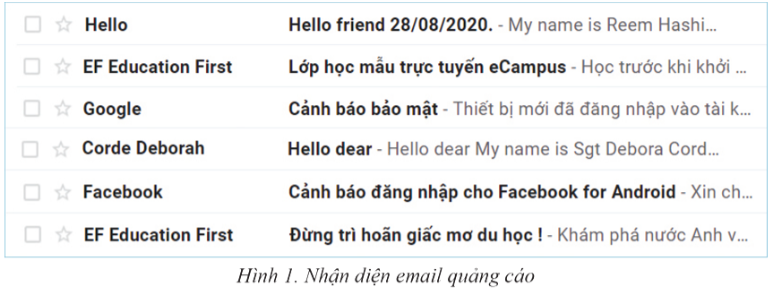 Hello Hello friend 28/08/2020. - My name is Reem Hashi...
EF Education First Lớp học mẫu trực tuyến eCampus - Học trước khi khởi ...
Google Cảnh báo bảo mật - Thiết bị mới đã đăng nhập vào tài k...
Corde Deborah Hello dear - Hello dear My name is Sgt Debora Cord...
Facebook Cảnh báo đăng nhập cho Facebook for Android - Xin ch...
EF Education First Đừng trì hoãn giấc mơ du học ! - Khám phá nước Anh v...
Hình 1. Nhận diện email quảng cáo